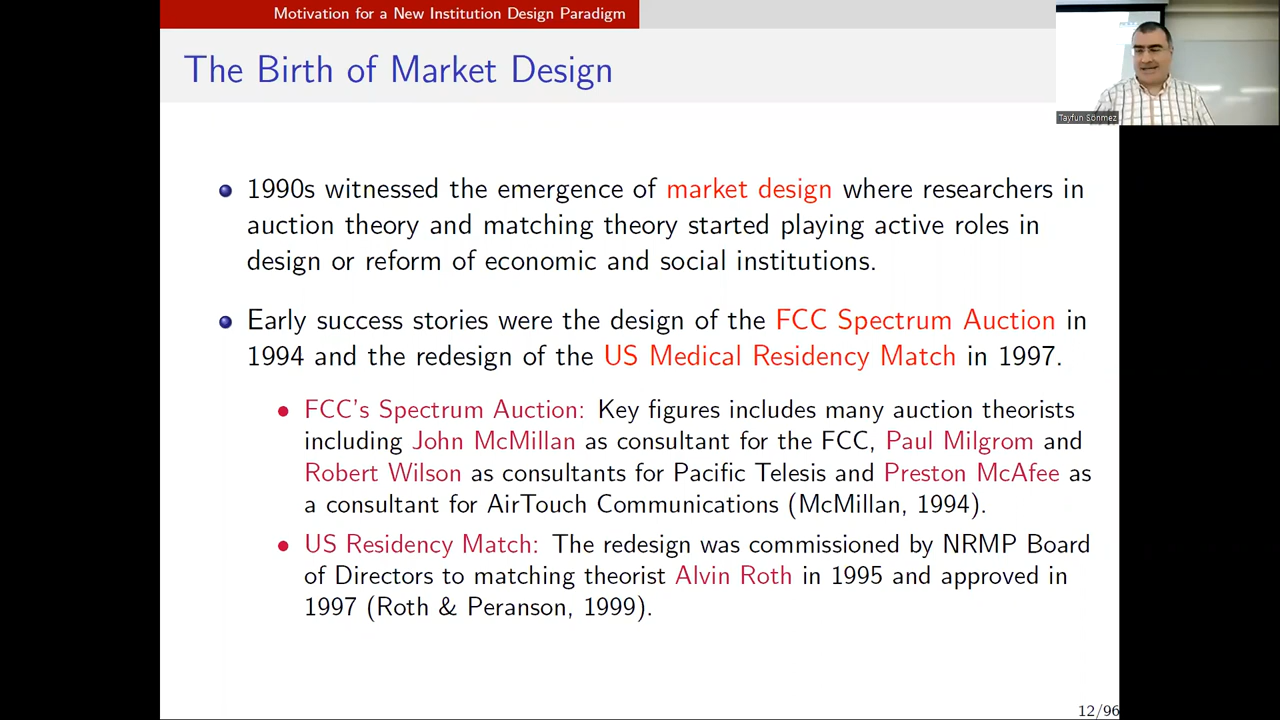 Motivation for a New Institution Design Paradigm
The Birth of Market Design
Tayfun Sönmez
1990s witnessed the emergence of market design where researchers in
auction theory and matching theory started playing active roles in
design or reform of economic and social institutions.
Early success stories were the design of the FCC Spectrum Auction in
1994 and the redesign of the US Medical Residency Match in 1997.
FCC's Spectrum Auction: Key figures includes many auction theorists
including John McMillan as consultant for the FCC, Paul Milgrom and
Robert Wilson as consultants for Pacific Telesis and Preston McAfee as
a consultant for AirTouch Communications (McMillan, 1994).
US Residency Match: The redesign was commissioned by NRMP Board
of Directors to matching theorist Alvin Roth in 1995 and approved in
1997 (Roth & Peranson, 1999).
12/96